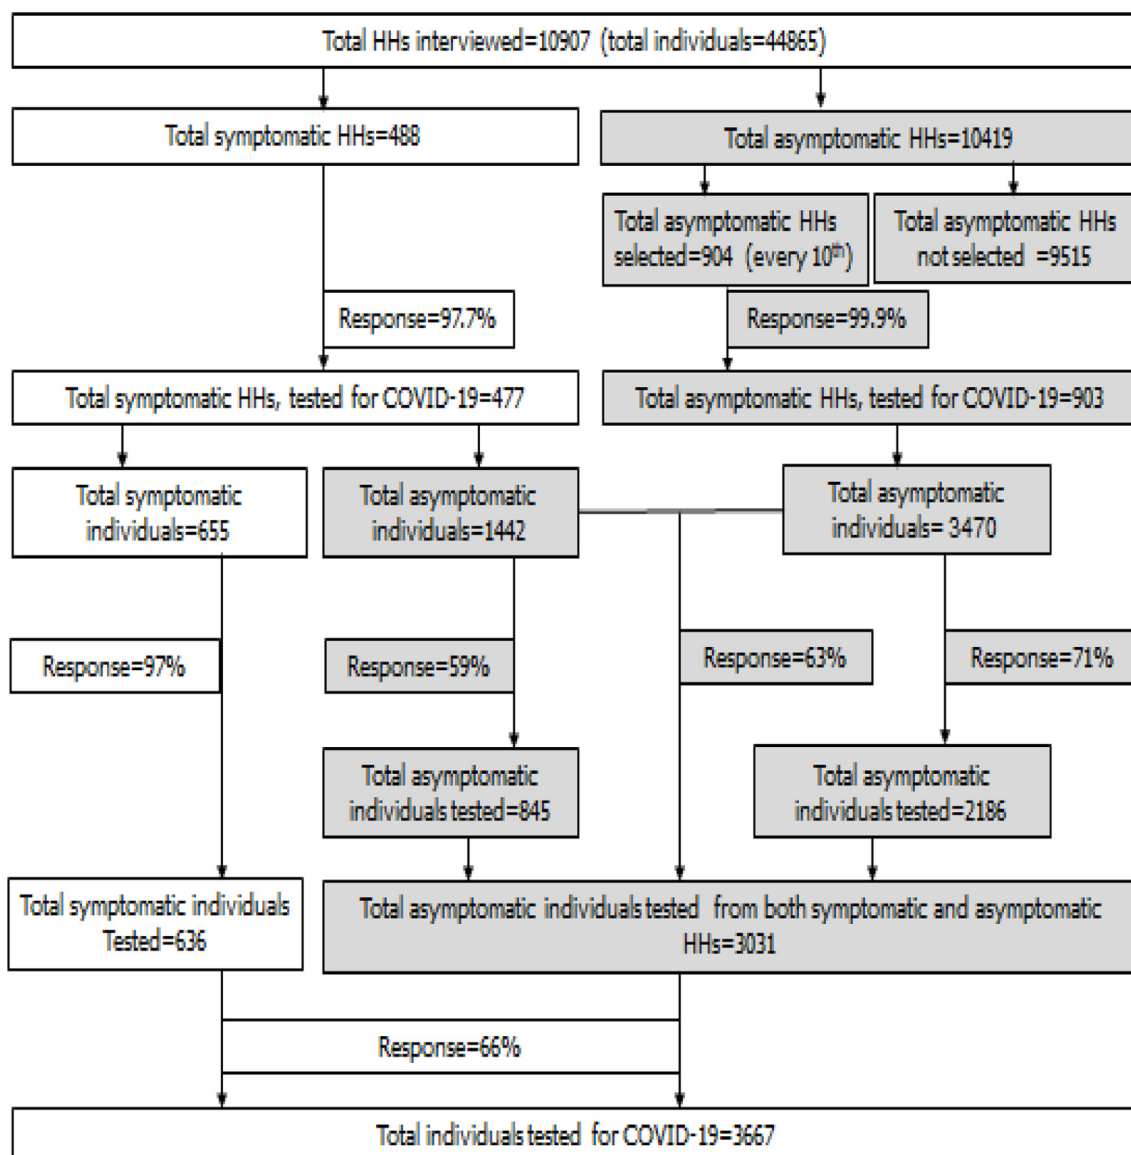 Total HHs interviewed=10907 (total individuals=44865)
Total symptomatic HHs=488
Total asymptomatic HHs=10419
Total asymptomatic HHs
selected=904 (every 10th)
Total asymptomatic HHs
not selected =9515
Response=97.7%
Response=99.9%
Total symptomatic HHs, tested for COVID-19=477
Total asymptomatic HHs, tested for COVID-19=903
Total symptomatic
individuals=655
Total asymptomatic
individuals=1442
Total asymptomatic
individuals= 3470
Response=97%
Response=59%
Response=63%
Response=71%
Total asymptomatic
individuals tested=845
Total asymptomatic
individuals tested=2186
Total symptomatic individuals
Tested=636
Total asymptomatic individuals tested from both symptomatic and asymptomatic
HHs=3031
Response=66%
Total individuals tested for COVID-19=3667